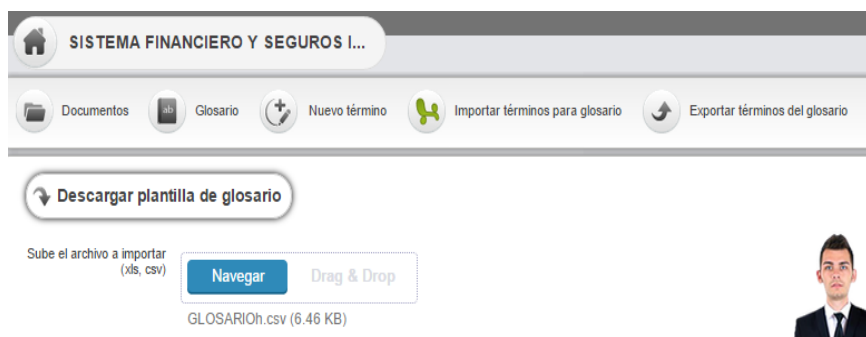 SISTEMA FINANCIERO Y SEGUROS I...
Documentos ab Glosario Nuevo término Importar términos para glosario Exportar términos del glosario
Descargar plantilla de glosario
Sube el archivo a importar
(xls, csv)
Navegar Drag & Drop
GLOSARIOh.csv (6.46 KB)